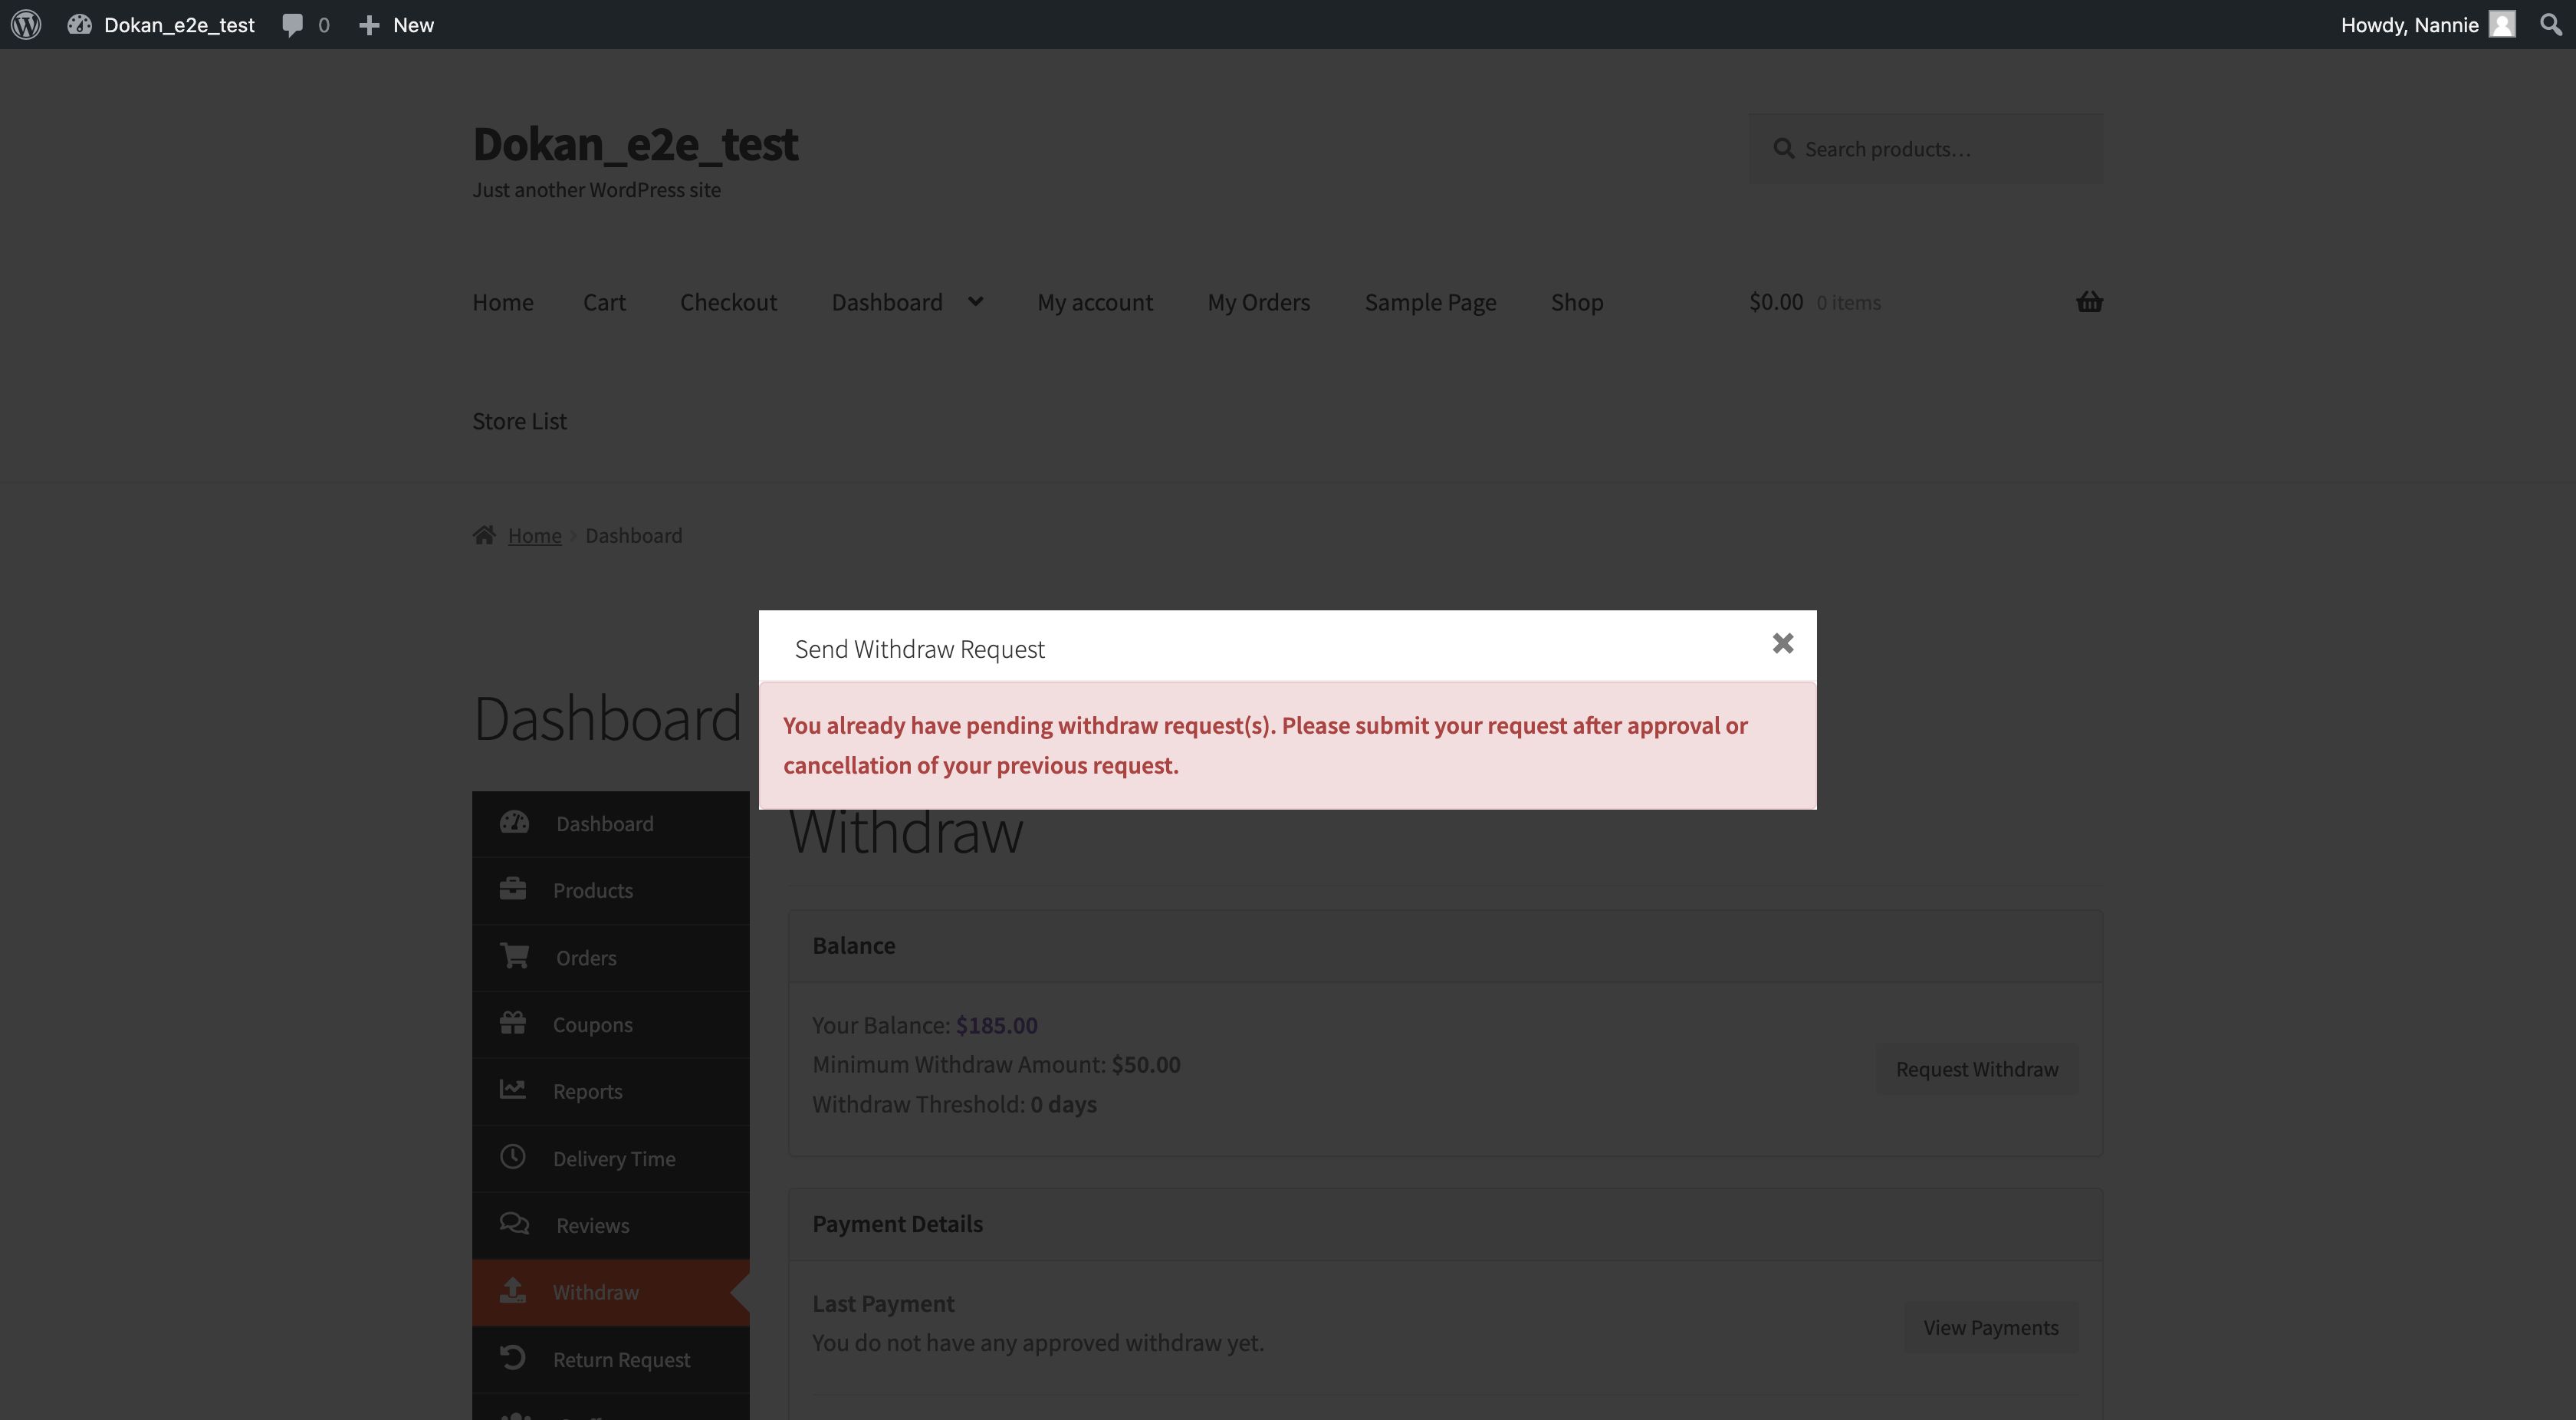 Dokan_e2e_test 0 New Howdy, Nannie
Dokan_e2e_test
Just another WordPress site
Search products…
Home Cart Checkout Dashboard My account My Orders Sample Page Shop $0.00 0 items
Store List
Home Dashboard
Send Withdraw Request
You already have pending withdraw request(s). Please submit your request after approval or
cancellation of your previous request.
Dashboard
Dashboard
Products
Orders
Coupons
Reports
Delivery Time
Reviews
Withdraw
Return Request
Withdraw
Balance
Your Balance: $185.00
Minimum Withdraw Amount: $50.00
Withdraw Threshold: 0 days
Request Withdraw
Payment Details
Last Payment
You do not have any approved withdraw yet.
View Payments